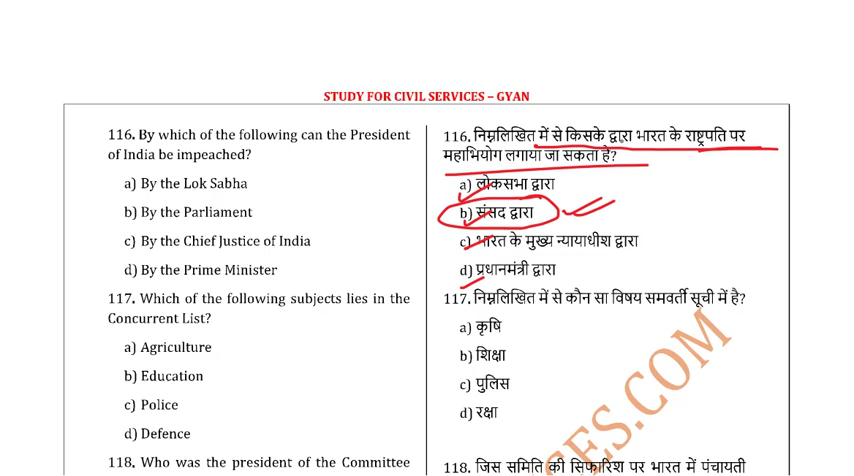 STUDY FOR CIVIL SERVICES – GYAN
116. By which of the following can the President
of India be impeached?
a) By the Lok Sabha
b) By the Parliament
c) By the Chief Justice of India
d) By the Prime Minister
117. Which of the following subjects lies in the
Concurrent List?
a) Agriculture
b) Education
c) Police
d) Defence
118. Who was the president of the Committee
116. निम्नलिखित में से किसके द्वारा भारत के राष्ट्रपति पर
महाभियोग लगाया जा सकता है?
a) लोकसभा द्वारा
b) संसद द्वारा
c) भारत के मुख्य न्यायाधीश द्वारा
d) प्रधानमंत्री द्वारा
117. निम्नलिखित में से कौन सा विषय समवर्ती सूची में है?
a) कृषि
b) शिक्षा
c) पुलिस
d) रक्षा
118. जिस समिति की सिफ़ारिश पर भारत में पंचायती
CES.COM